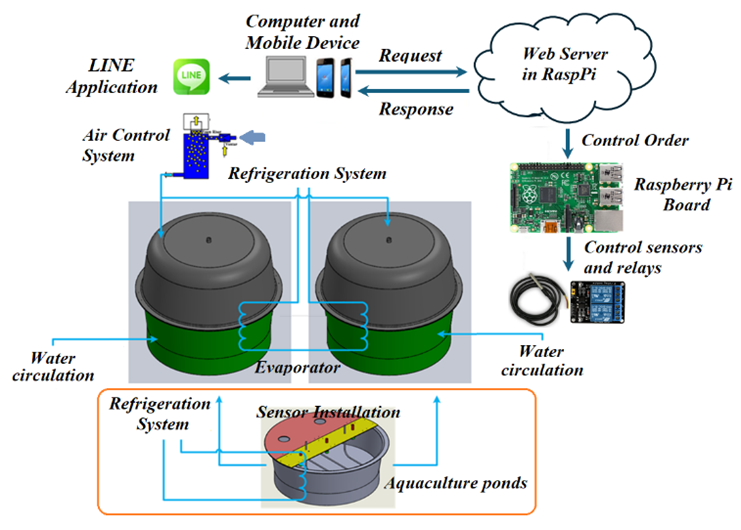 Computer and
Mobile Device
LINE
Application
LINE
Request
Response
Web Server
in RaspPi
Air Control
System
Control Order
Refrigeration System
Raspberry Pi
Board
Control sensors
and relays
Water
circulation
Evaporator
Water
circulation
Refrigeration
System
Sensor Installation
Aquaculture ponds